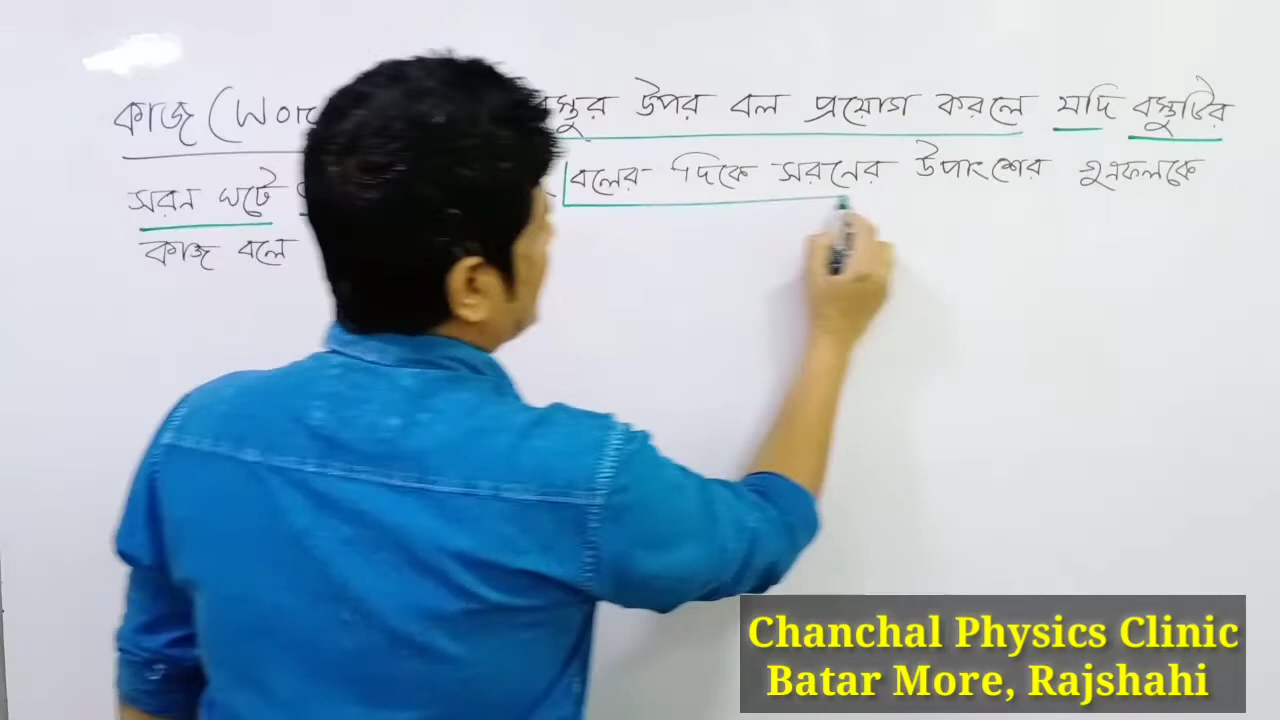 কাজ (Wor বস্তুর উপর বল প্রয়োগ করলে যদি বস্তুটির
সরন ঘটে বলের দিকে সরনের উপাংশের গুনফলকে
কাজ বলে
Chanchal Physics Clinic
Batar More, Rajshahi